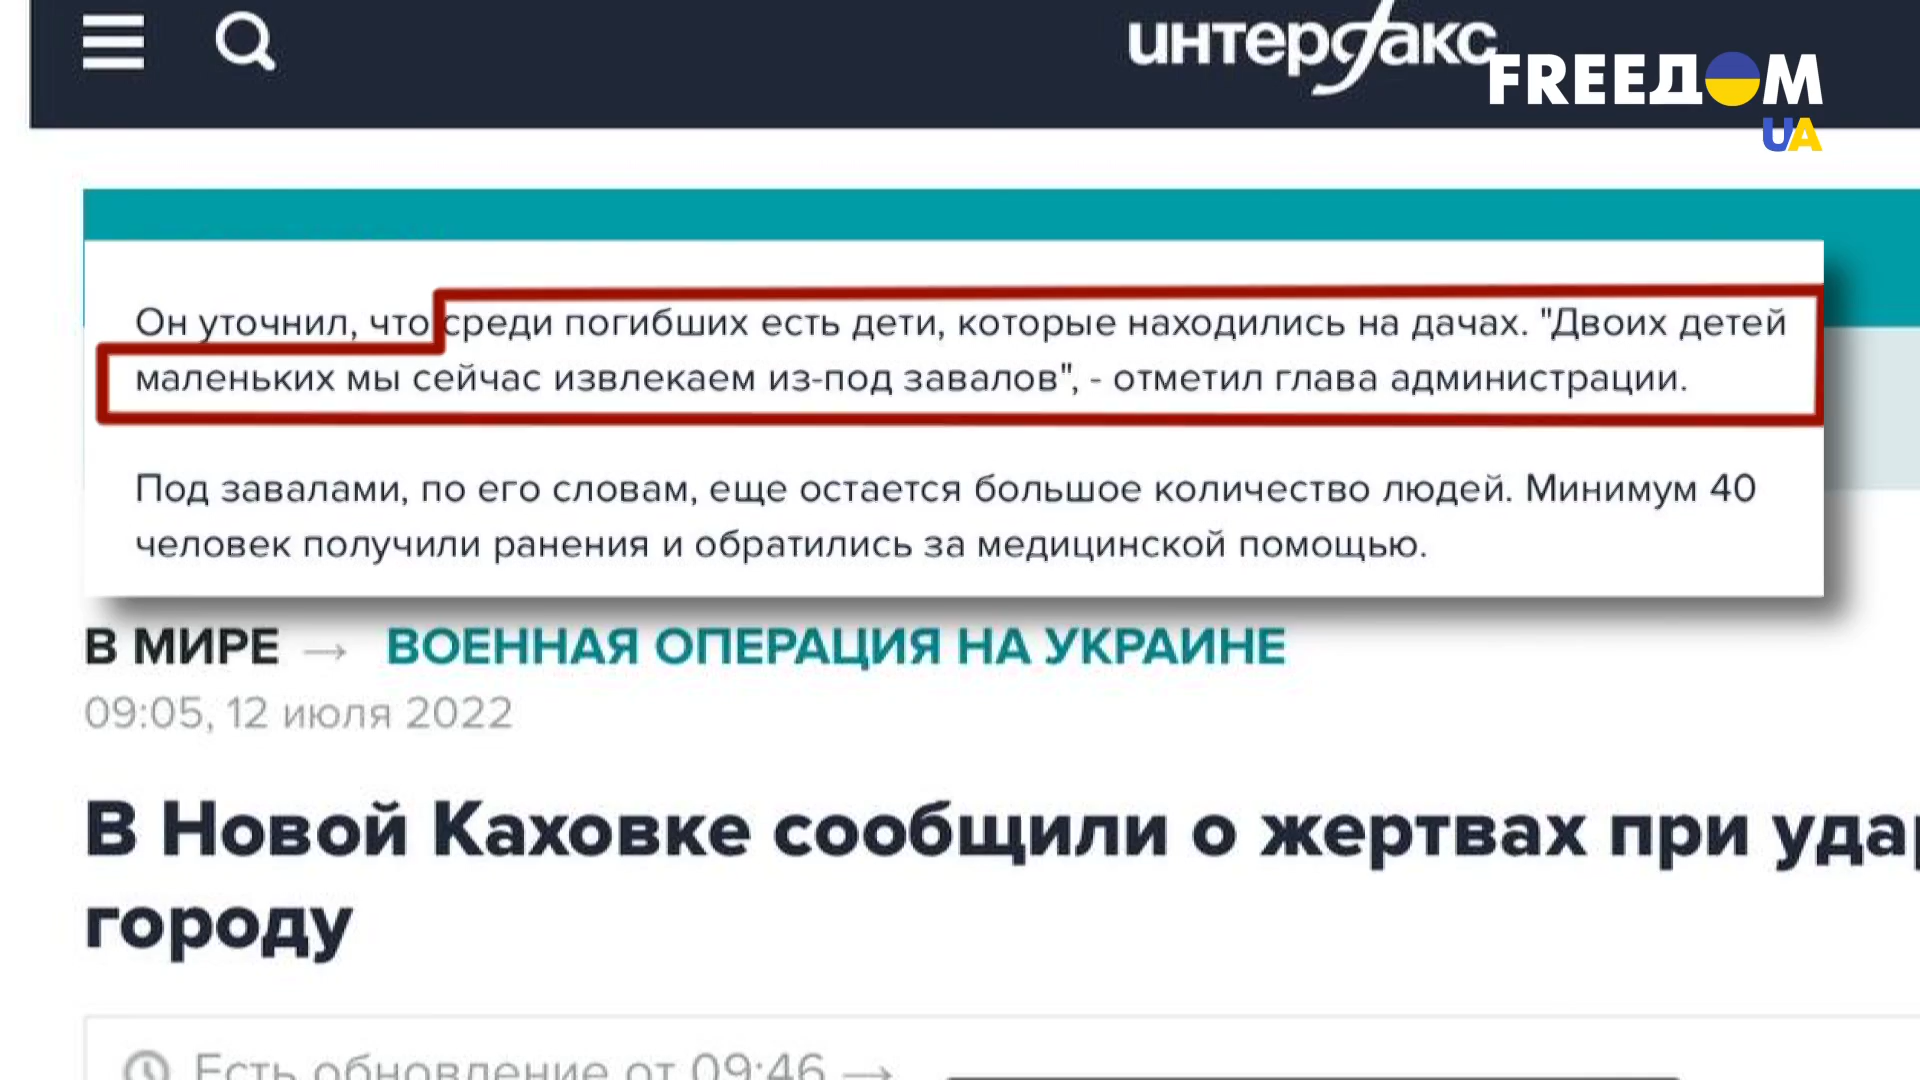 интерфакс
FREEДOM
UA
Он уточнил, что среди погибших есть дети, которые находились на дачах. "Двоих детей
маленьких мы сейчас извлекаем из-под завалов", - отметил глава администрации.
Под завалами, по его словам, еще остается большое количество людей. Минимум 40
человек получили ранения и обратились за медицинской помощью.
В МИРЕ → ВОЕННАЯ ОПЕРАЦИЯ НА УКРАИНЕ
09:05, 12 июля 2022
В Новой Каховке сообщили о жертвах при
городу
Есть обновление от 09:46 →